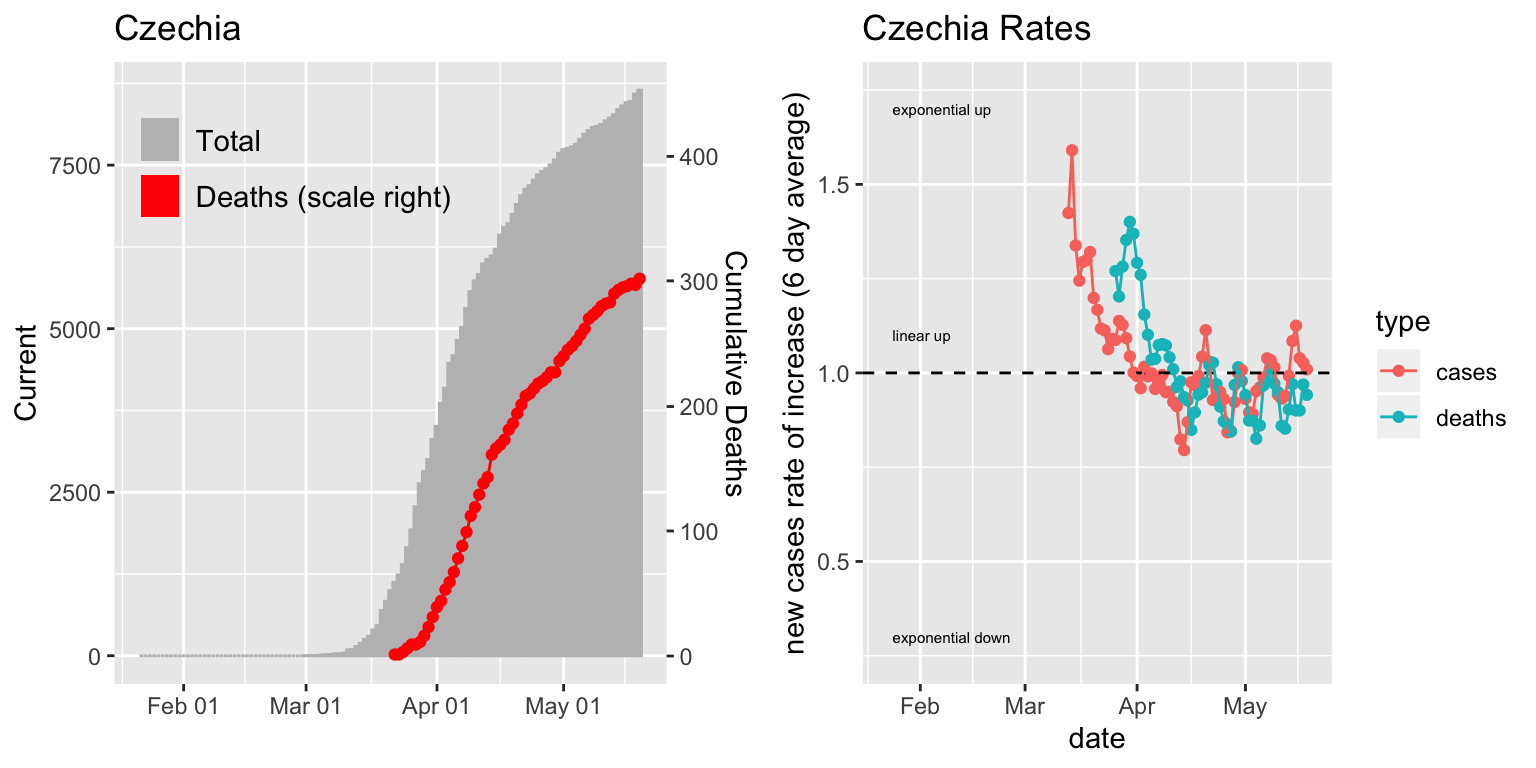 Czechia
Total
Deaths (scale right)
7500
5000
2500
0
400
300
200
100
0
Current
Cumulative Deaths
Feb 01
Mar 01
Apr 01
May 01
Czechia Rates
exponential up
linear up
exponential down
1.5
1.0
0.5
new cases rate of increase (6 day average)
Feb
Mar
Apr
May
date
type
cases
deaths